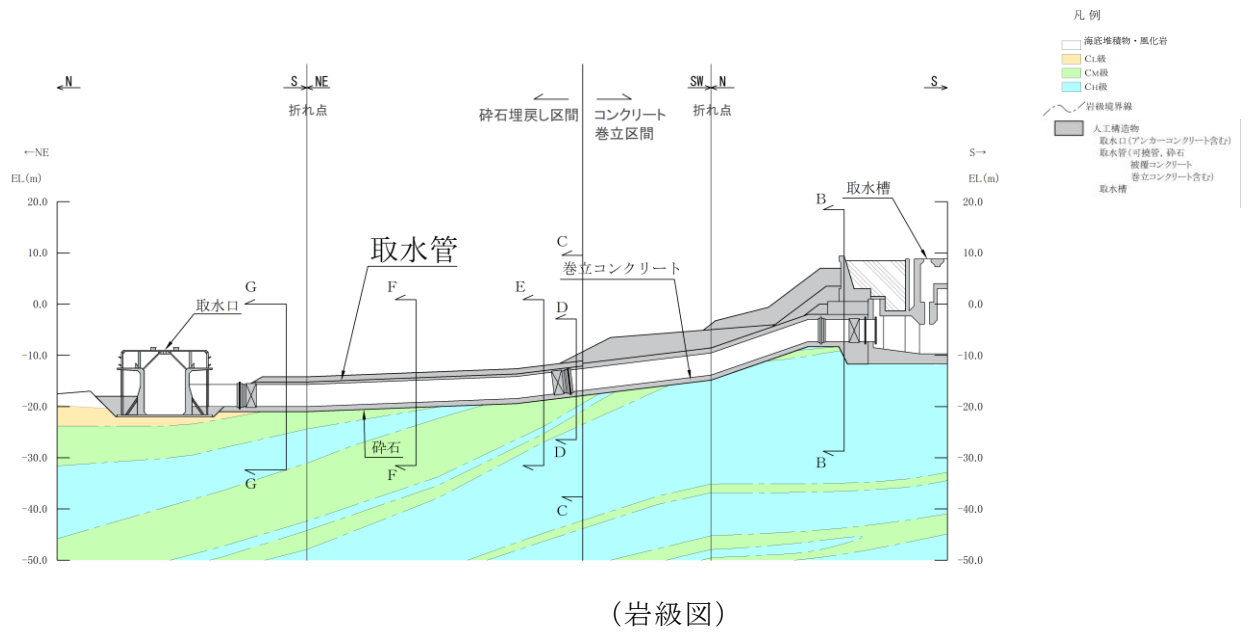 凡 例
海底堆積物・風化岩
CL級
CM級
CH級
岩級境界線
人工構造物
取水口(アンカーコンクリート含む)
取水管(可撓管、砕石
被覆コンクリート
巻立コンクリート含む)
取水槽
N
S NE
SW N
S
折れ点
折れ点
砕石埋戻し区間
コンクリート
巻立区間
←NE
EL(m)
S→
EL(m)
20.0
10.0
0.0
-10.0
-20.0
-30.0
-40.0
-50.0
20.0
10.0
0.0
-10.0
-20.0
-30.0
-40.0
-50.0
取水槽
B
取水管
C
巻立コンクリート
G
F
E
D
取水口
砕石
G
F
D
C
B
(岩級図)